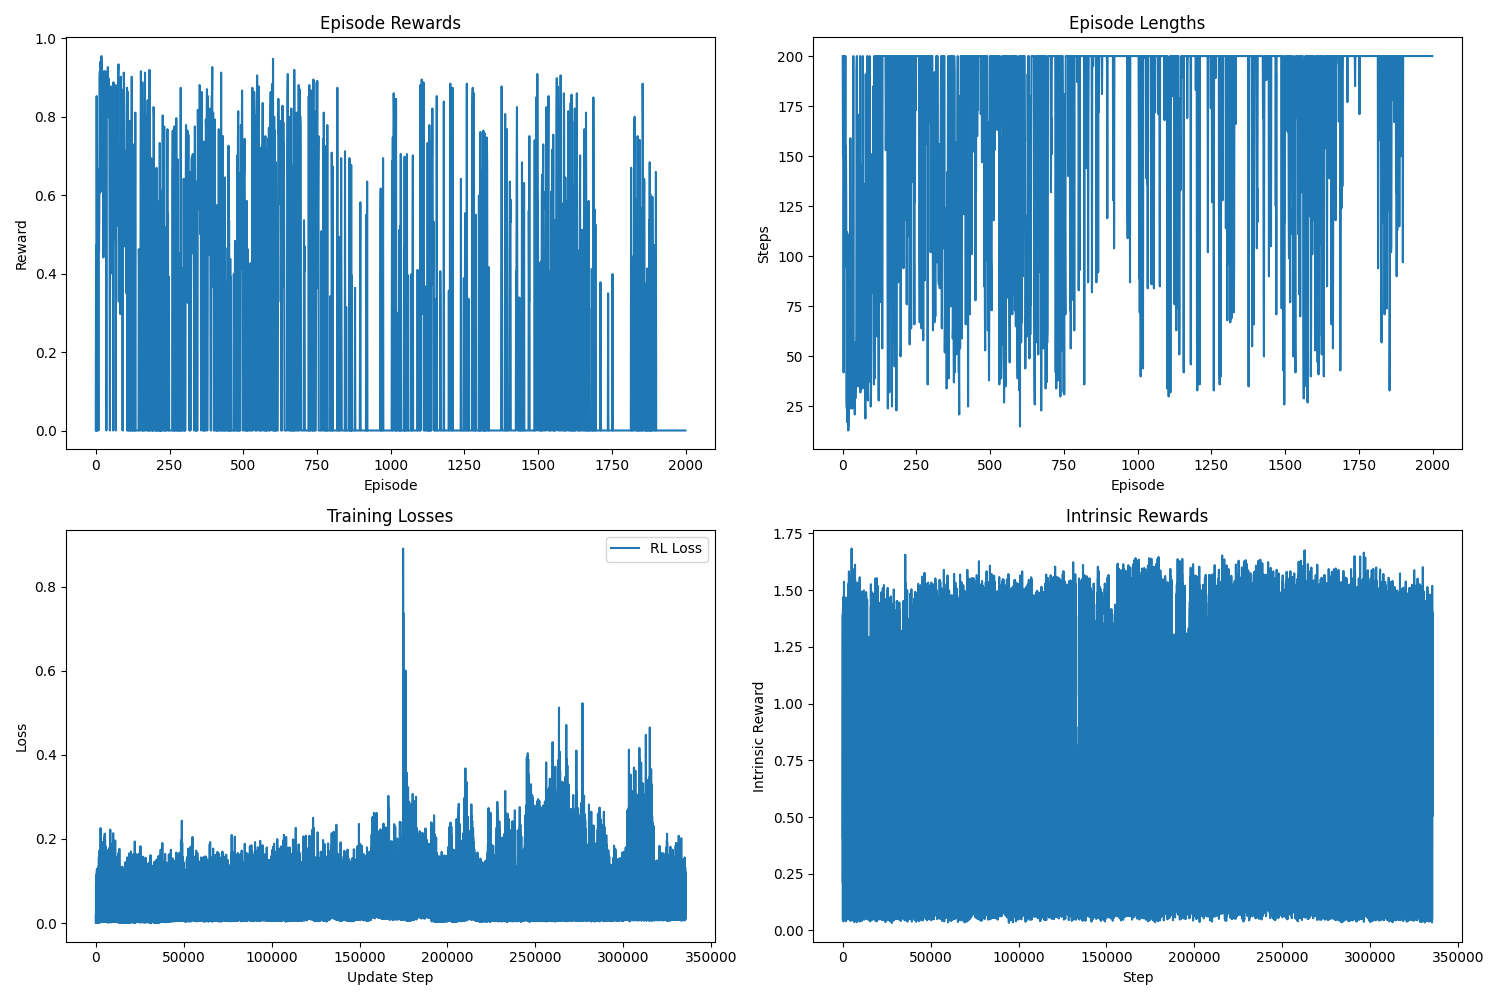 Episode Rewards
1.0
0.8
0.6
0.4
0.2
0.0
Reward
0 250 500 750 1000 1250 1500 1750 2000
Episode
Episode Lengths
200
175
150
125
100
75
50
25
Steps
0 250 500 750 1000 1250 1500 1750 2000
Episode
Training Losses
RL Loss
0.8
0.6
0.4
0.2
0.0
Loss
0 50000 100000 150000 200000 250000 300000 350000
Update Step
Intrinsic Rewards
1.75
1.50
1.25
1.00
0.75
0.50
0.25
0.00
Intrinsic Reward
0 50000 100000 150000 200000 250000 300000 350000
Step